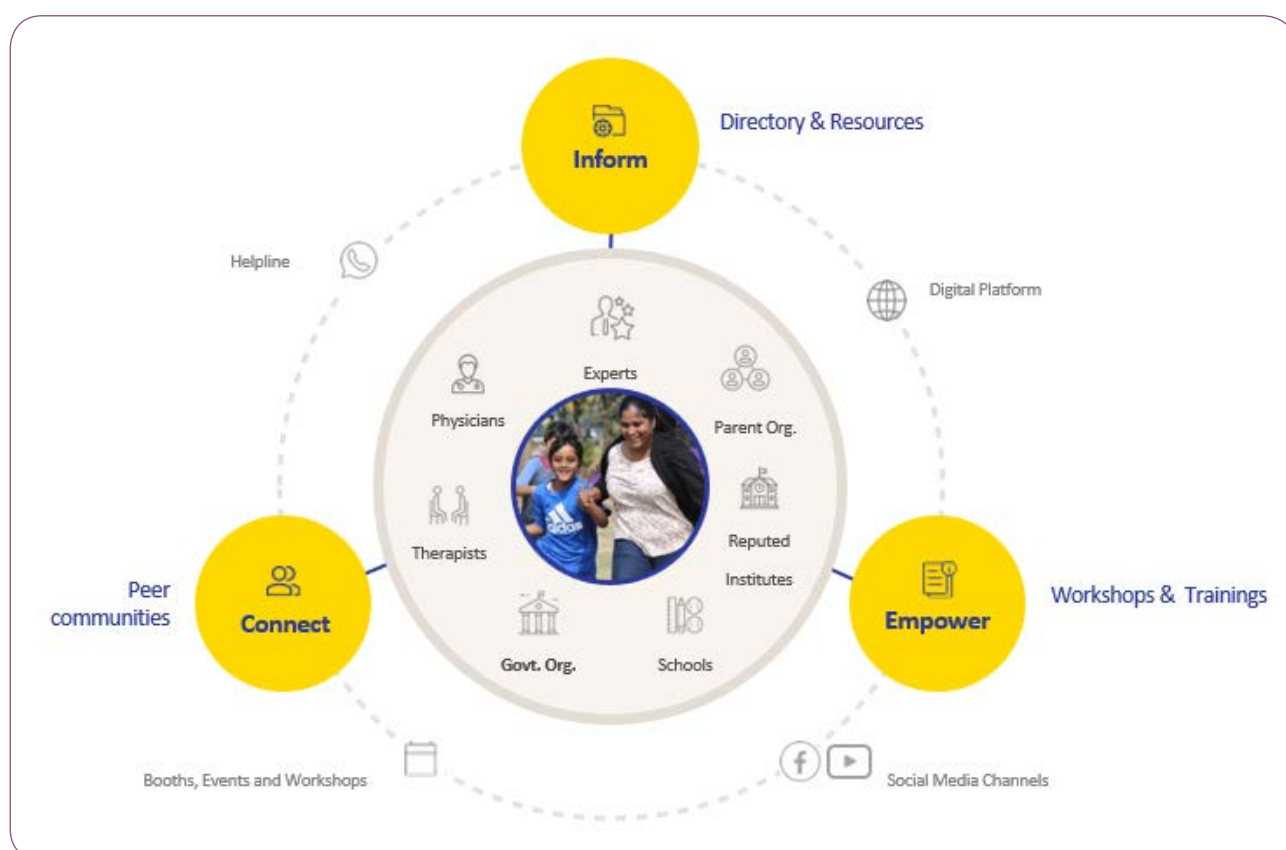 Inform
Directory & Resources
Helpline
Digital Platform
Experts
Physicians
Parent Org.
adidas
Therapists
Reputed
Institutes
Peer
communities
Connect
Empower
Workshops & Trainings
Govt. Org.
Schools
Booths, Events and Workshops
Social Media Channels